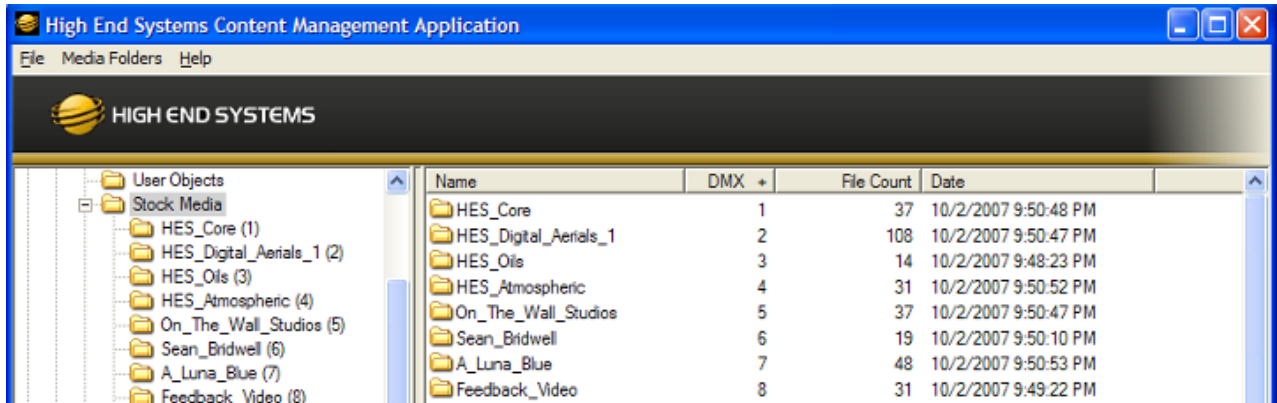 High End Systems Content Management Application
File Media Folders Help
HIGH END SYSTEMS
User Objects
Stock Media
HES_Core (1)
HES_Digital_Aerials_1 (2)
HES_Oils (3)
HES_Atmospheric (4)
On_The_Wall_Studios (5)
Sean_Bridwell (6)
A_Luna_Blue (7)
Feedback_Video (8)
Name DMX + File Count Date
HES_Core 1 37 10/2/2007 9:50:48 PM
HES_Digital_Aerials_1 2 108 10/2/2007 9:50:47 PM
HES_Oils 3 14 10/2/2007 9:48:23 PM
HES_Atmospheric 4 31 10/2/2007 9:50:52 PM
On_The_Wall_Studios 5 37 10/2/2007 9:50:47 PM
Sean_Bridwell 6 19 10/2/2007 9:50:10 PM
A_Luna_Blue 7 48 10/2/2007 9:50:53 PM
Feedback_Video 8 31 10/2/2007 9:49:22 PM